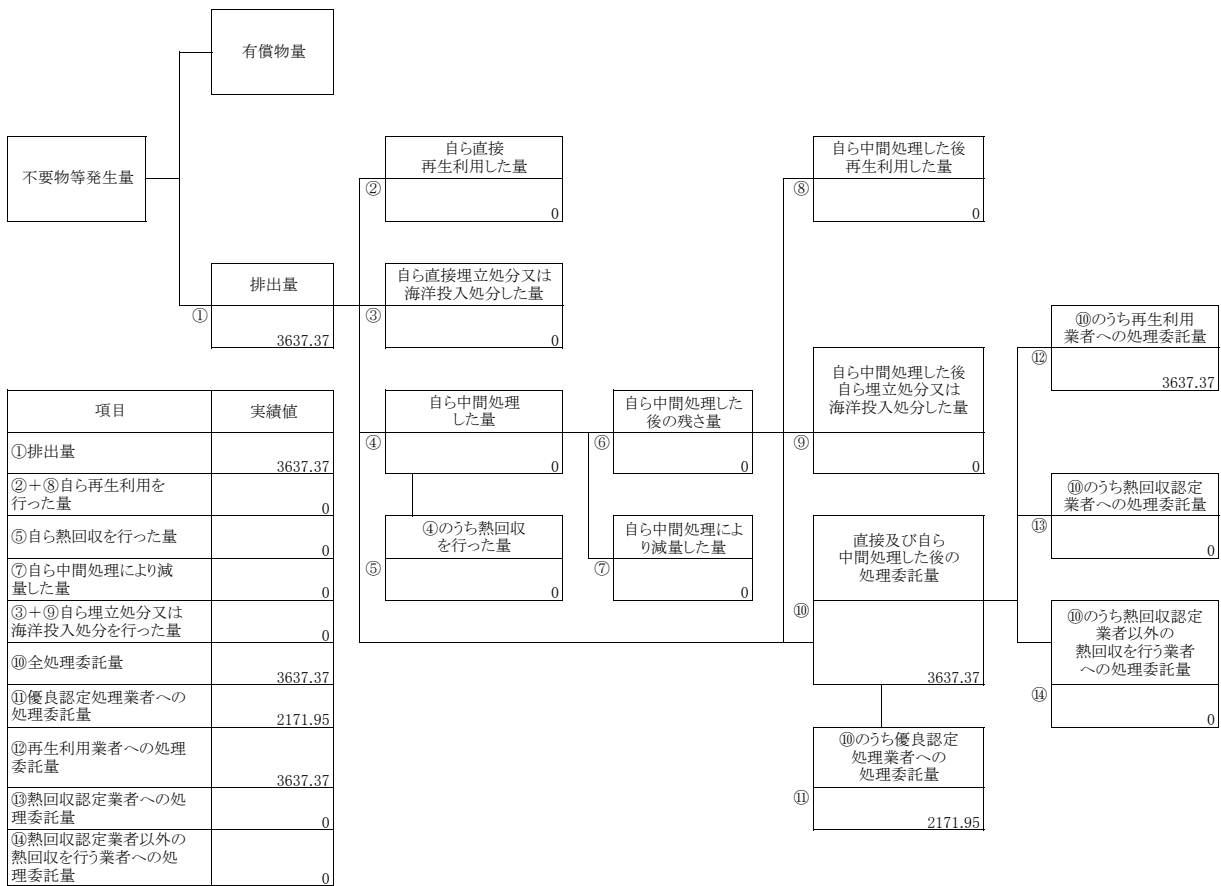 有償物量
不要物等発生量
自ら直接
再生利用した量
②
0
自ら中間処理した後
再生利用した量
⑧
0
排出量
①
3637.37
自ら直接埋立処分又は
海洋投入処分した量
③
0
⑩のうち再生利用
業者への処理委託量
⑫
3637.37
自ら中間処理
した量
④
0
自ら中間処理した
後の残さ量
⑥
0
自ら中間処理した後
自ら埋立処分又は
海洋投入処分した量
⑨
0
⑩のうち熱回収認定
業者への処理委託量
⑬
0
④のうち熱回収
を行った量
⑤
0
自ら中間処理によ
り減量した量
⑦
0
直接及び自ら
中間処理した後の
処理委託量
⑩
3637.37
⑩のうち熱回収認定
業者以外の
熱回収を行う業者
への処理委託量
⑭
0
⑩のうち優良認定
処理業者への
処理委託量
⑪
2171.95
項目 実績値
①排出量
3637.37
②+⑧自ら再生利用を
行った量
0
⑤自ら熱回収を行った量
0
⑦自ら中間処理により減
量した量
0
③+⑨自ら埋立処分又は
海洋投入処分を行った量
0
⑩全処理委託量
3637.37
⑪優良認定処理業者への
処理委託量
2171.95
⑫再生利用業者への処理
委託量
3637.37
⑬熱回収認定業者への処
理委託量
0
⑭熱回収認定業者以外の
熱回収を行う業者への処
理委託量
0